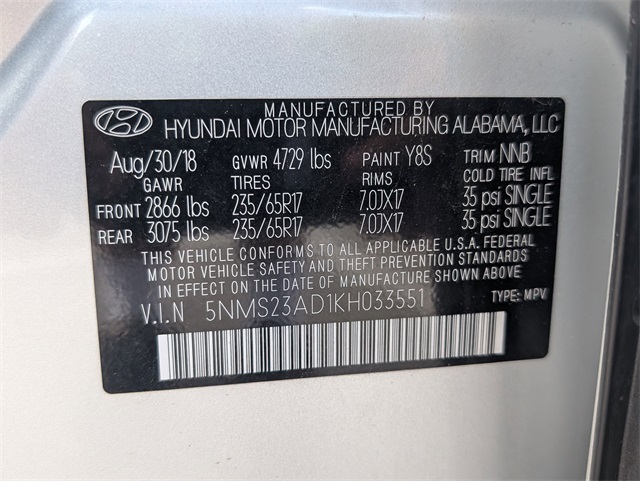 MANUFACTURED BY
HYUNDAI MOTOR MANUFACTURING ALABAMA, LLC
Aug/30/18 GVWR 4729 lbs PAINT Y8S TRIM NNB
GAWR TIRES RIMS COLD TIRE INFL
FRONT 2866 lbs 235/65R17 7.0JX17 35 psi SINGLE
REAR 3075 lbs 235/65R17 7.0JX17 35 psi SINGLE
THIS VEHICLE CONFORMS TO ALL APPLICABLE U.S.A. FEDERAL
MOTOR VEHICLE SAFETY AND THEFT PREVENTION STANDARDS
IN EFFECT ON THE DATE OF MANUFACTURE SHOWN ABOVE.
V.I.N 5NMS23AD1KH033551 TYPE: MPV